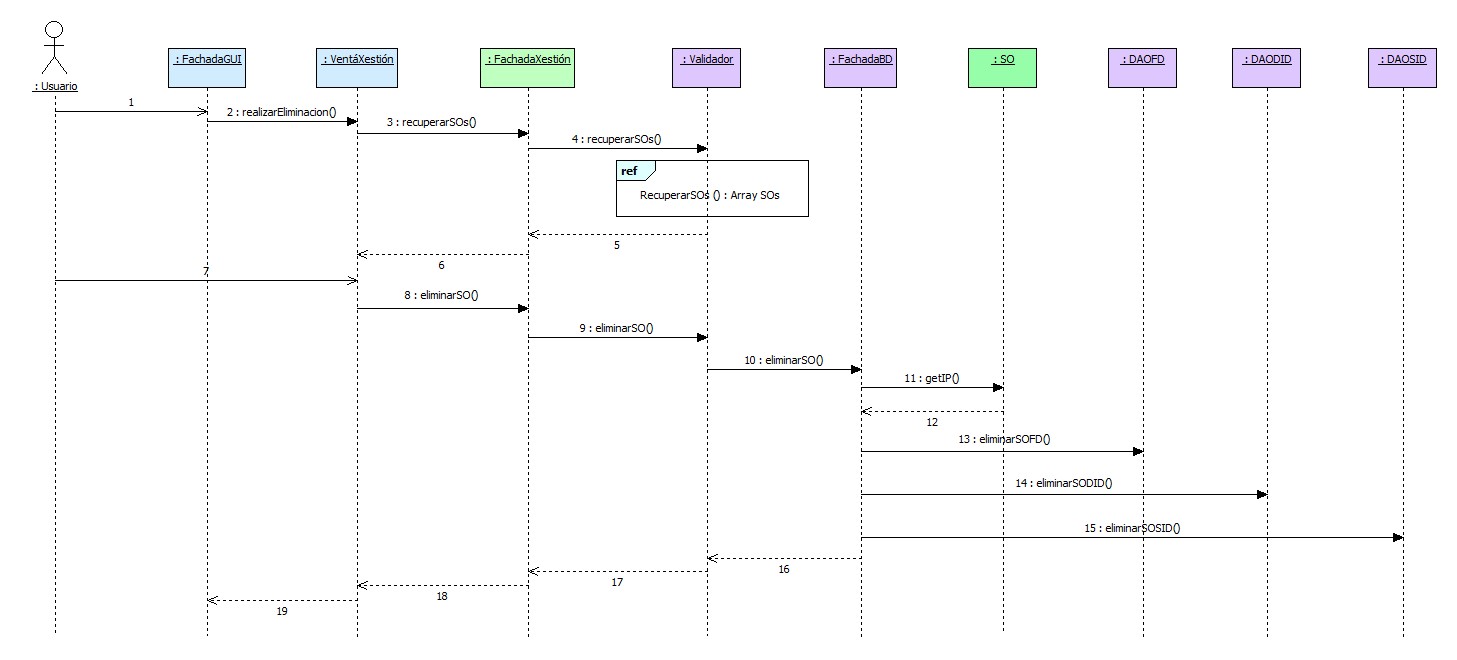 : FachadaGUI
: VentáXestión
: FachadaXestión
: Validador
: FachadaBD
: SO
: DAOFD
: DAODID
: DAOSID
: Usuario
1
2 : realizarEliminacion()
3 : recuperarSOs()
4 : recuperarSOs()
ref
RecuperarSOs () : Array SOs
5
6
7
8 : eliminarSO()
9 : eliminarSO()
10 : eliminarSO()
11 : getIP()
12
13 : eliminarSOFD()
14 : eliminarSODID()
15 : eliminarSOSID()
16
17
18
19